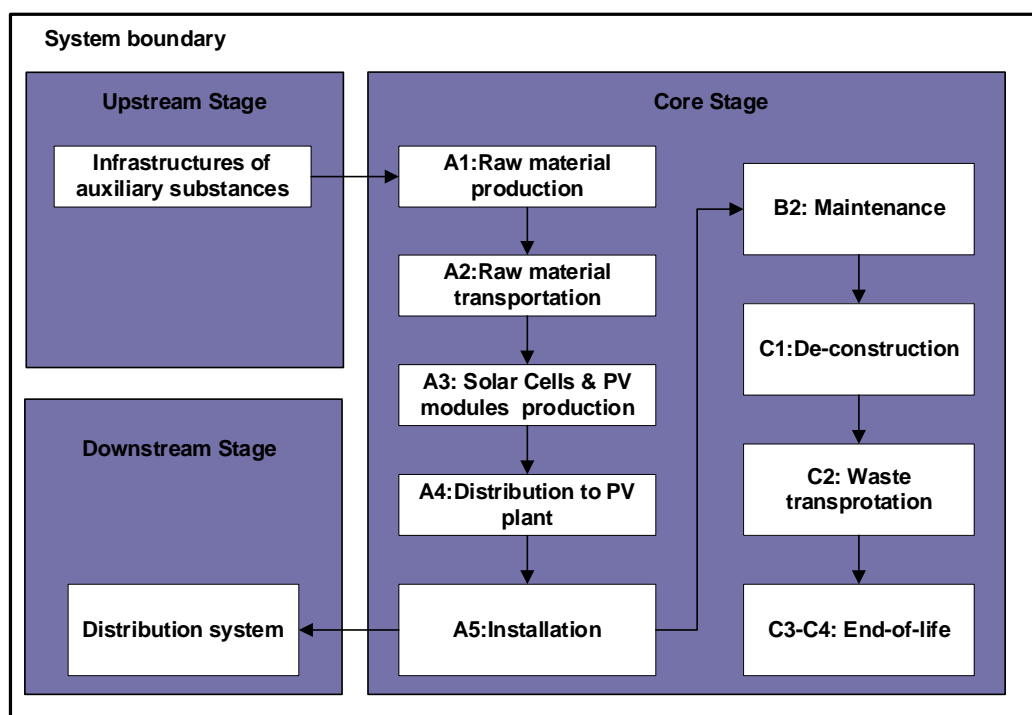 System boundary
Upstream Stage
Infrastructures of
auxiliary substances
Core Stage
A1:Raw material
production
A2:Raw material
transportation
A3: Solar Cells & PV
modules production
A4:Distribution to PV
plant
A5:Installation
B2: Maintenance
C1:De-construction
C2: Waste
transprotation
C3-C4: End-of-life
Downstream Stage
Distribution system